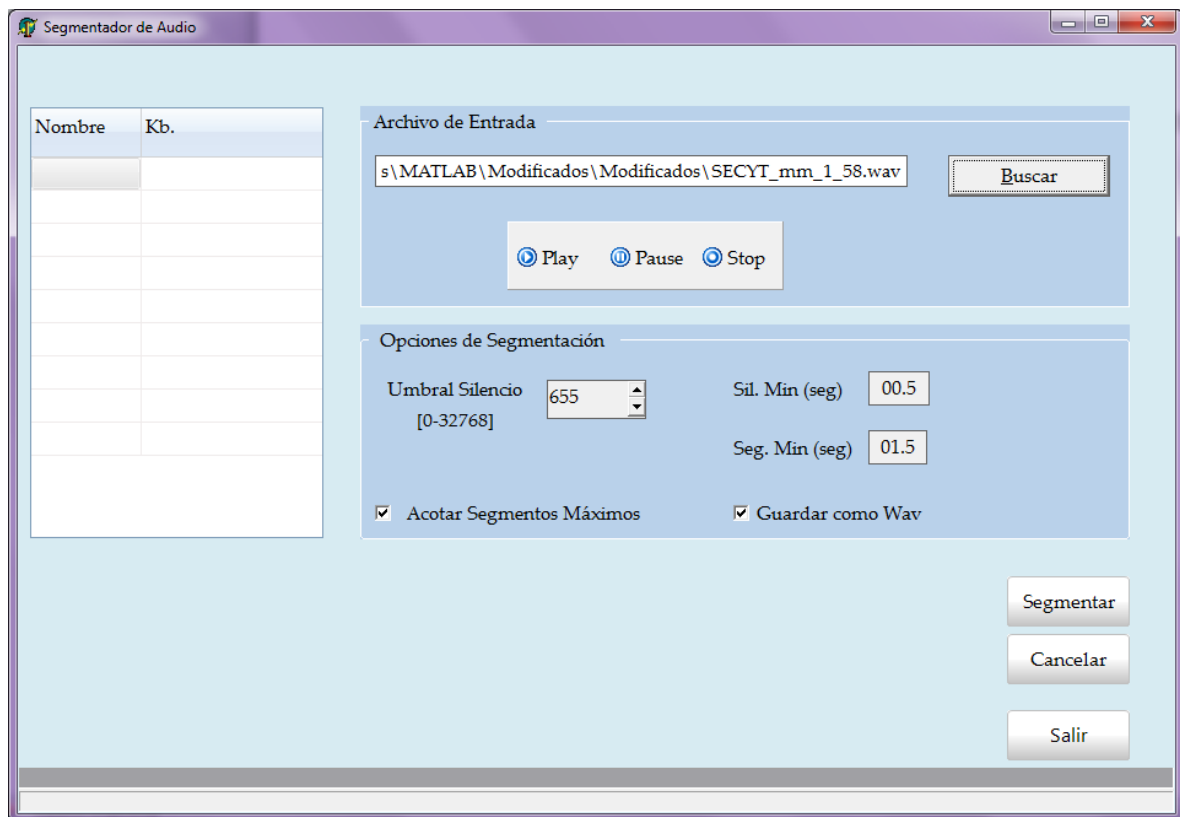 Segmentador de Audio
Nombre Kb.
Archivo de Entrada
s\MATLAB\Modificados\Modificados\SECYT_mm_1_58.wav Buscar
Play Pause Stop
Opciones de Segmentación
Umbral Silencio 655 Sil. Min (seg) 00.5
[0-32768]
Seg. Min (seg) 01.5
Acotar Segmentos Máximos Guardar como Wav
Segmentar
Cancelar
Salir